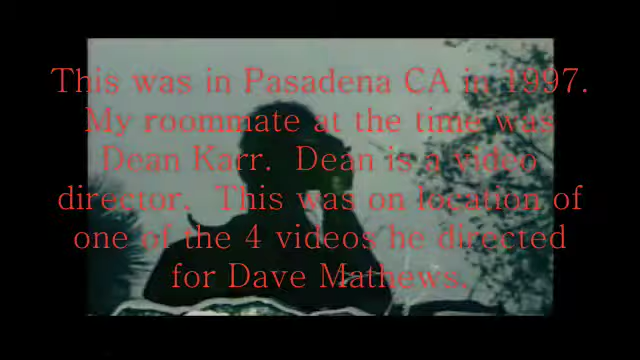 This was in Pasadena CA in 1997.
My roommate at the time was
Dean Karr.  Dean is a video
director.  This was on location of
one of the 4 videos he directed
for Dave Mathews.